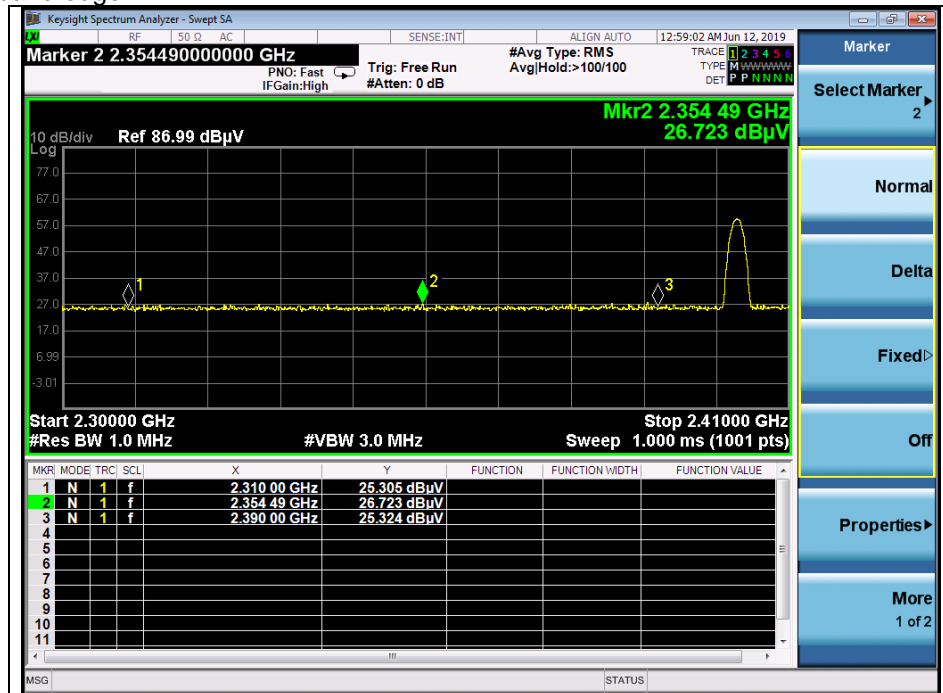 Keysight Spectrum Analyzer - Swept SA
LXI RF 50 Ω AC SENSE:INT ALIGN AUTO 12:59:02 AM Jun 12, 2019
Marker 2 2.354490000000 GHz
PNO: Fast
IFGain:High
Trig: Free Run
#Atten: 0 dB
#Avg Type: RMS
Avg|Hold:>100/100
TRACE 1 2 3 4 5 6
TYPE M WWWWW
DET P P N N N N
Mkr2 2.354 49 GHz
26.723 dBµV
10 dB/div Ref 86.99 dBµV
Log
77.0
67.0
57.0
47.0
37.0
27.0
17.0
6.99
-3.01
1
2
3
Start 2.30000 GHz Stop 2.41000 GHz
#Res BW 1.0 MHz #VBW 3.0 MHz Sweep 1.000 ms (1001 pts)
MKR MODE TRC SCL X Y FUNCTION FUNCTION WIDTH FUNCTION VALUE
1 N 1 f 2.310 00 GHz 25.305 dBµV
2 N 1 f 2.354 49 GHz 26.723 dBµV
3 N 1 f 2.390 00 GHz 25.324 dBµV
4
5
6
7
8
9
10
11
MSG STATUS
Marker
Select Marker
2
Normal
Delta
Fixed
Off
Properties
More
1 of 2